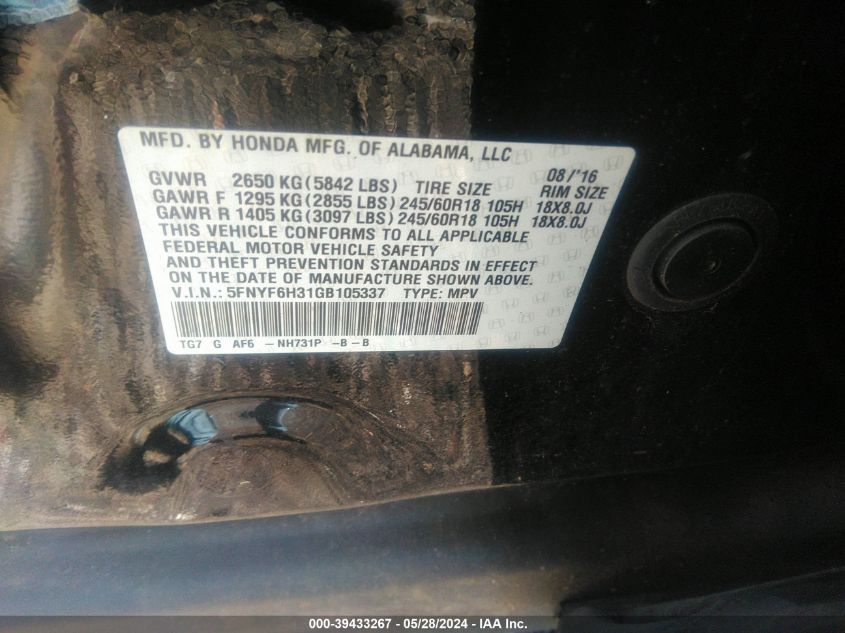 MFD. BY HONDA MFG. OF ALABAMA, LLC
08/'16
GVWR 2650 KG (5842 LBS) TIRE SIZE RIM SIZE
GAWR F 1295 KG (2855 LBS) 245/60R18 105H 18X8.0J
GAWR R 1405 KG (3097 LBS) 245/60R18 105H 18X8.0J
THIS VEHICLE CONFORMS TO ALL APPLICABLE
FEDERAL MOTOR VEHICLE SAFETY
AND THEFT PREVENTION STANDARDS IN EFFECT
ON THE DATE OF MANUFACTURE SHOWN ABOVE.
V.I.N.: 5FNYF6H31GB105337 TYPE: MPV
TG7 G AF6 - NH731P -B - B
000-39433267 - 05/28/2024 - IAA Inc.